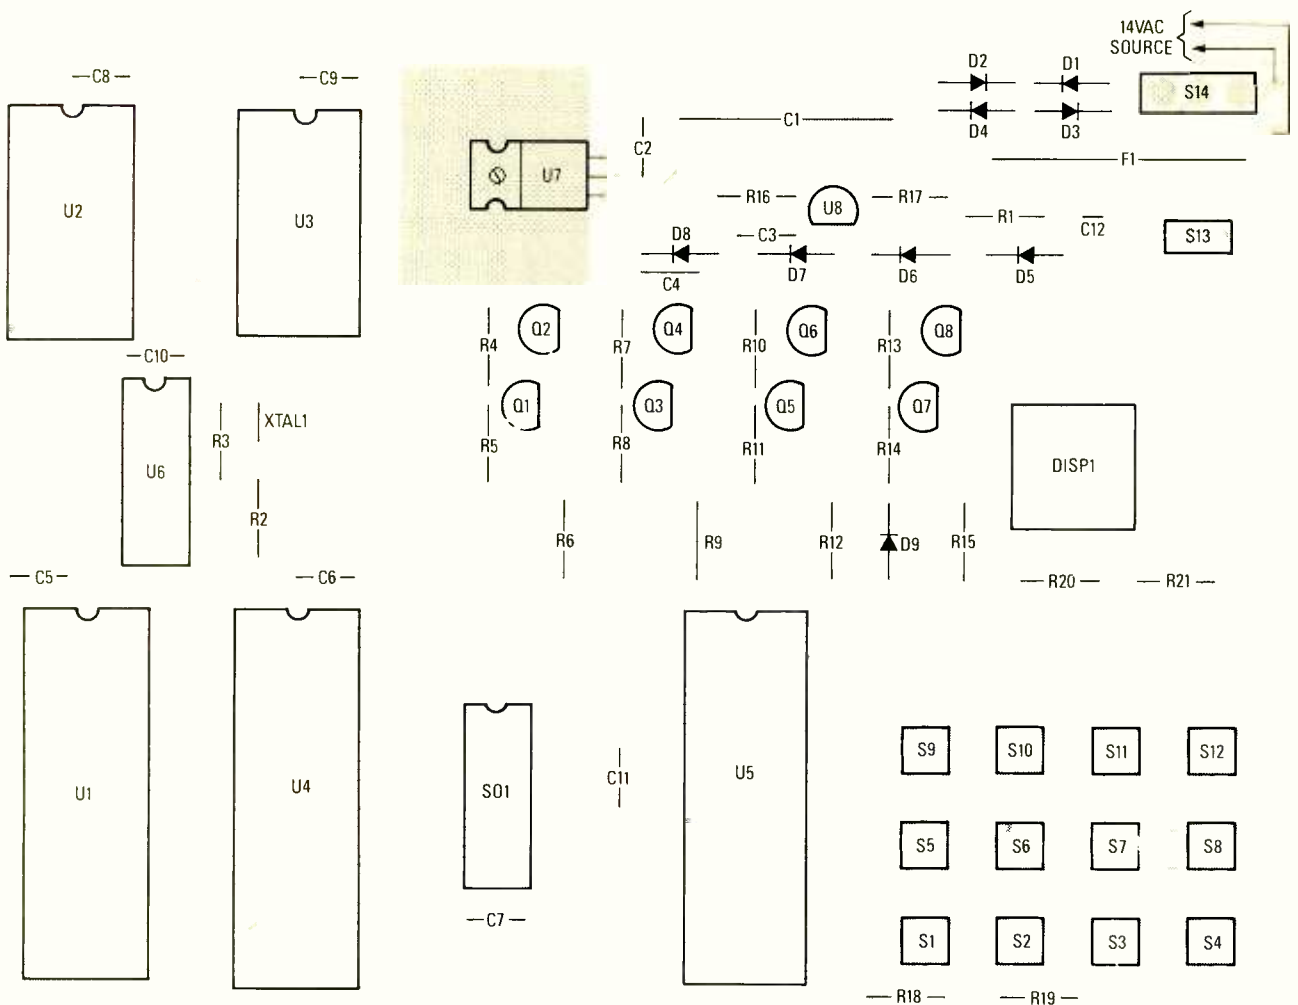 14VAC
SOURCE
C8
C9
D2
D1
S14
D4
D3
C1
C2
F1
U7
R16
U8
R17
R1
C12
S13
U2
U3
C3
D8
D7
D6
D5
C4
Q2
Q4
Q6
Q8
R4
R7
R10
R13
C10
Q1
Q3
Q5
Q7
XTAL1
R3
R5
R8
R11
R14
U6
DISP1
R2
R6
R9
R12
D9
R15
C5
C6
R20
R21
S9
S10
S11
S12
U1
U4
SO1
C11
U5
S5
S6
S7
S8
C7
S1
S2
S3
S4
R18
R19